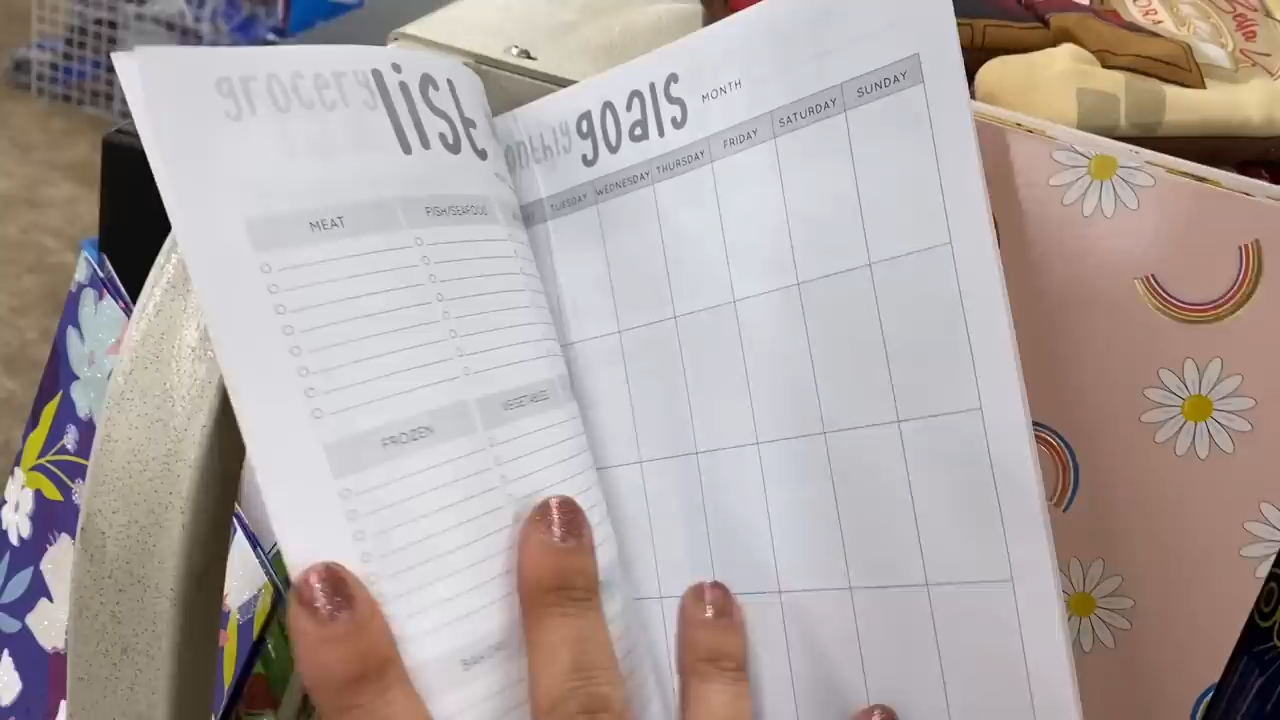 grocery list
MEAT FISH/SEAFOOD
FROZEN VEGETABLES
goals MONTH
TUESDAY WEDNESDAY THURSDAY FRIDAY SATURDAY SUNDAY